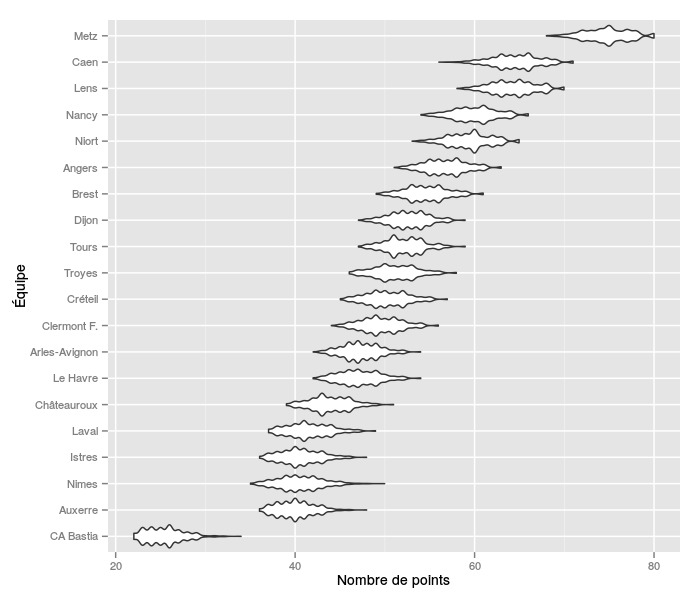 Metz
Caen
Lens
Nancy
Niort
Angers
Brest
Dijon
Tours
Troyes
Créteil
Clermont F.
Arles-Avignon
Le Havre
Châteauroux
Laval
Istres
Nimes
Auxerre
CA Bastia
Équipe
20 40 60 80
Nombre de points